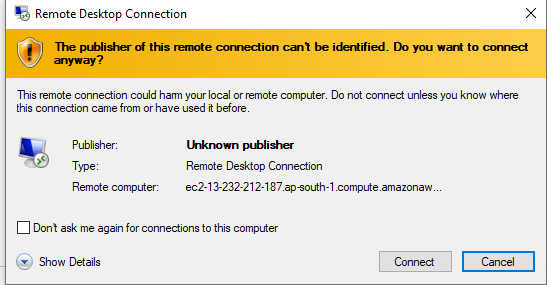 Remote Desktop Connection
The publisher of this remote connection can't be identified. Do you want to connect
anyway?
This remote connection could harm your local or remote computer. Do not connect unless you know where
this connection came from or have used it before.
Publisher: Unknown publisher
Type: Remote Desktop Connection
Remote computer: ec2-13-232-212-187.ap-south-1.compute.amazonaw...
Don't ask me again for connections to this computer
Show Details Connect Cancel